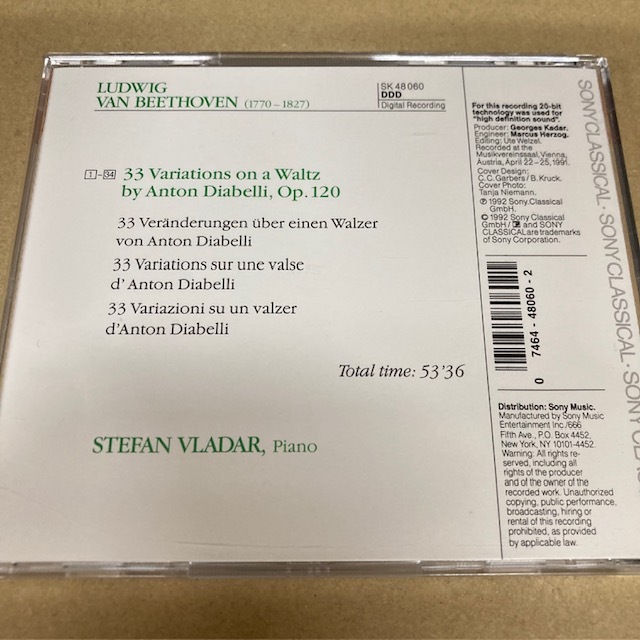 LUDWIG
VAN BEETHOVEN (1770–1827)
SK 48060
DDD
Digital Recording
1–34 33 Variations on a Waltz
by Anton Diabelli, Op. 120
33 Veränderungen über einen Walzer
von Anton Diabelli
33 Variations sur une valse
d'Anton Diabelli
33 Variazioni su un valzer
d'Anton Diabelli
Total time: 53'36
STEFAN VLADAR, Piano
For this recording 20-bit
technology was used for
"high definition sound".
Producer: Georges Kadar.
Engineer: Marcus Herzog.
Editing: Ute Welzel.
Recorded at the
Musikvereinssaal, Vienna,
Austria, April 22–25, 1991.
Cover Design:
C. C. Garbers / B. Kruck.
Cover Photo:
Tanja Niemann.
℗ 1992 Sony Classical
GmbH.
© 1992 Sony Classical
GmbH / and SONY
CLASSICAL are trademarks
of Sony Corporation.
0 7464-48060-2
Distribution: Sony Music.
Manufactured by Sony Music
Entertainment Inc./666
Fifth Ave., P.O. Box 4452,
New York, NY 10101-4452.
Warning: All rights re-
served, including all
rights of the producer
and of the owner of the
recorded work. Unauthorized
copying, public performance,
broadcasting, hiring or
rental of this recording
prohibited, as provided
by applicable law.
SONY CLASSICAL · SONY CLASSICAL · SONY CLASSICAL